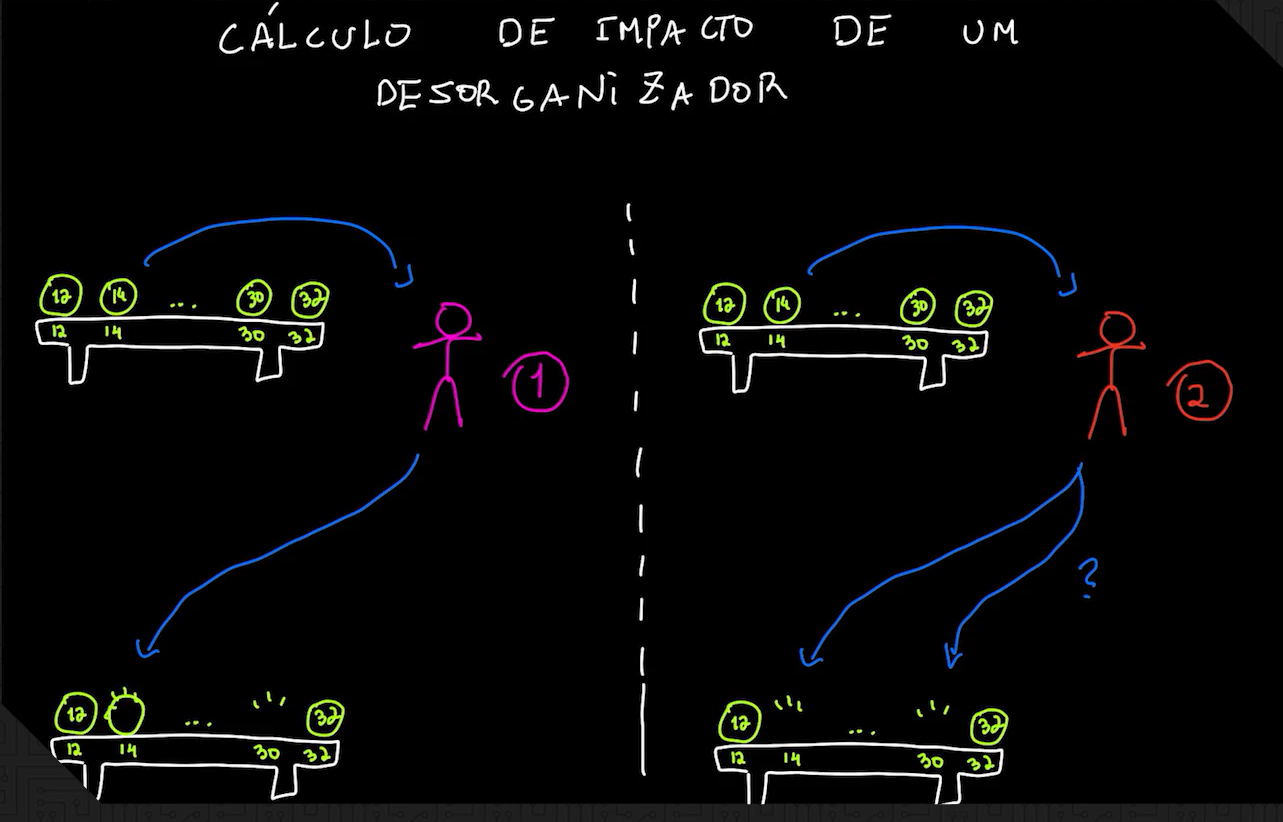 CÁLCULO DE IMPACTO DE UM
DESORGANIZADOR
12 14 ... 30 32
12 14 30 32
1
12 14 ... 30 32
12 14 30 32
2
?
12 ... 32
12 14 30 32
12 ... 32
12 14 30 32